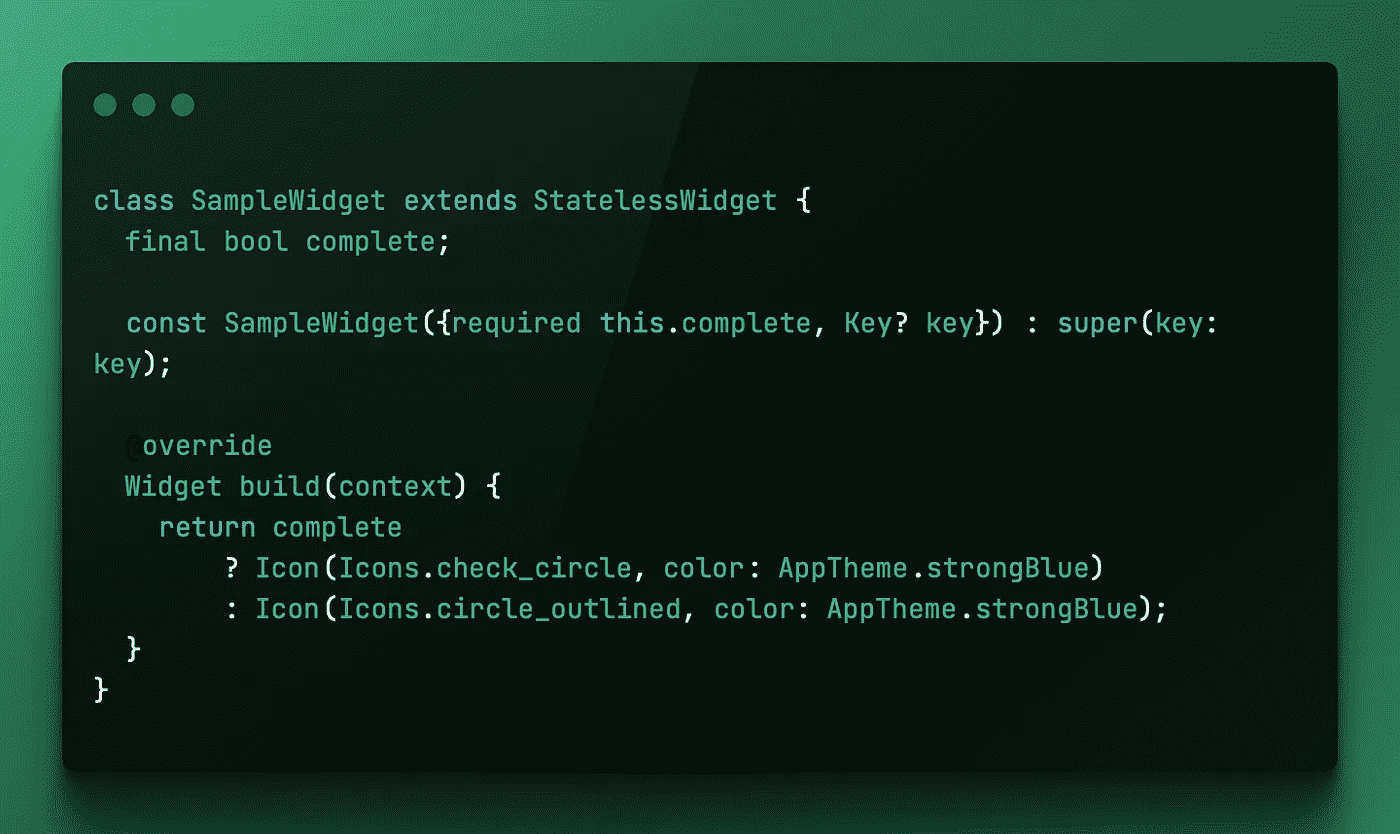 class SampleWidget extends StatelessWidget {
final bool complete;
const SampleWidget({required this.complete, Key? key}) : super(key:
key);
@override
Widget build(context) {
return complete
? Icon(Icons.check_circle, color: AppTheme.strongBlue)
: Icon(Icons.circle_outlined, color: AppTheme.strongBlue);
}
}